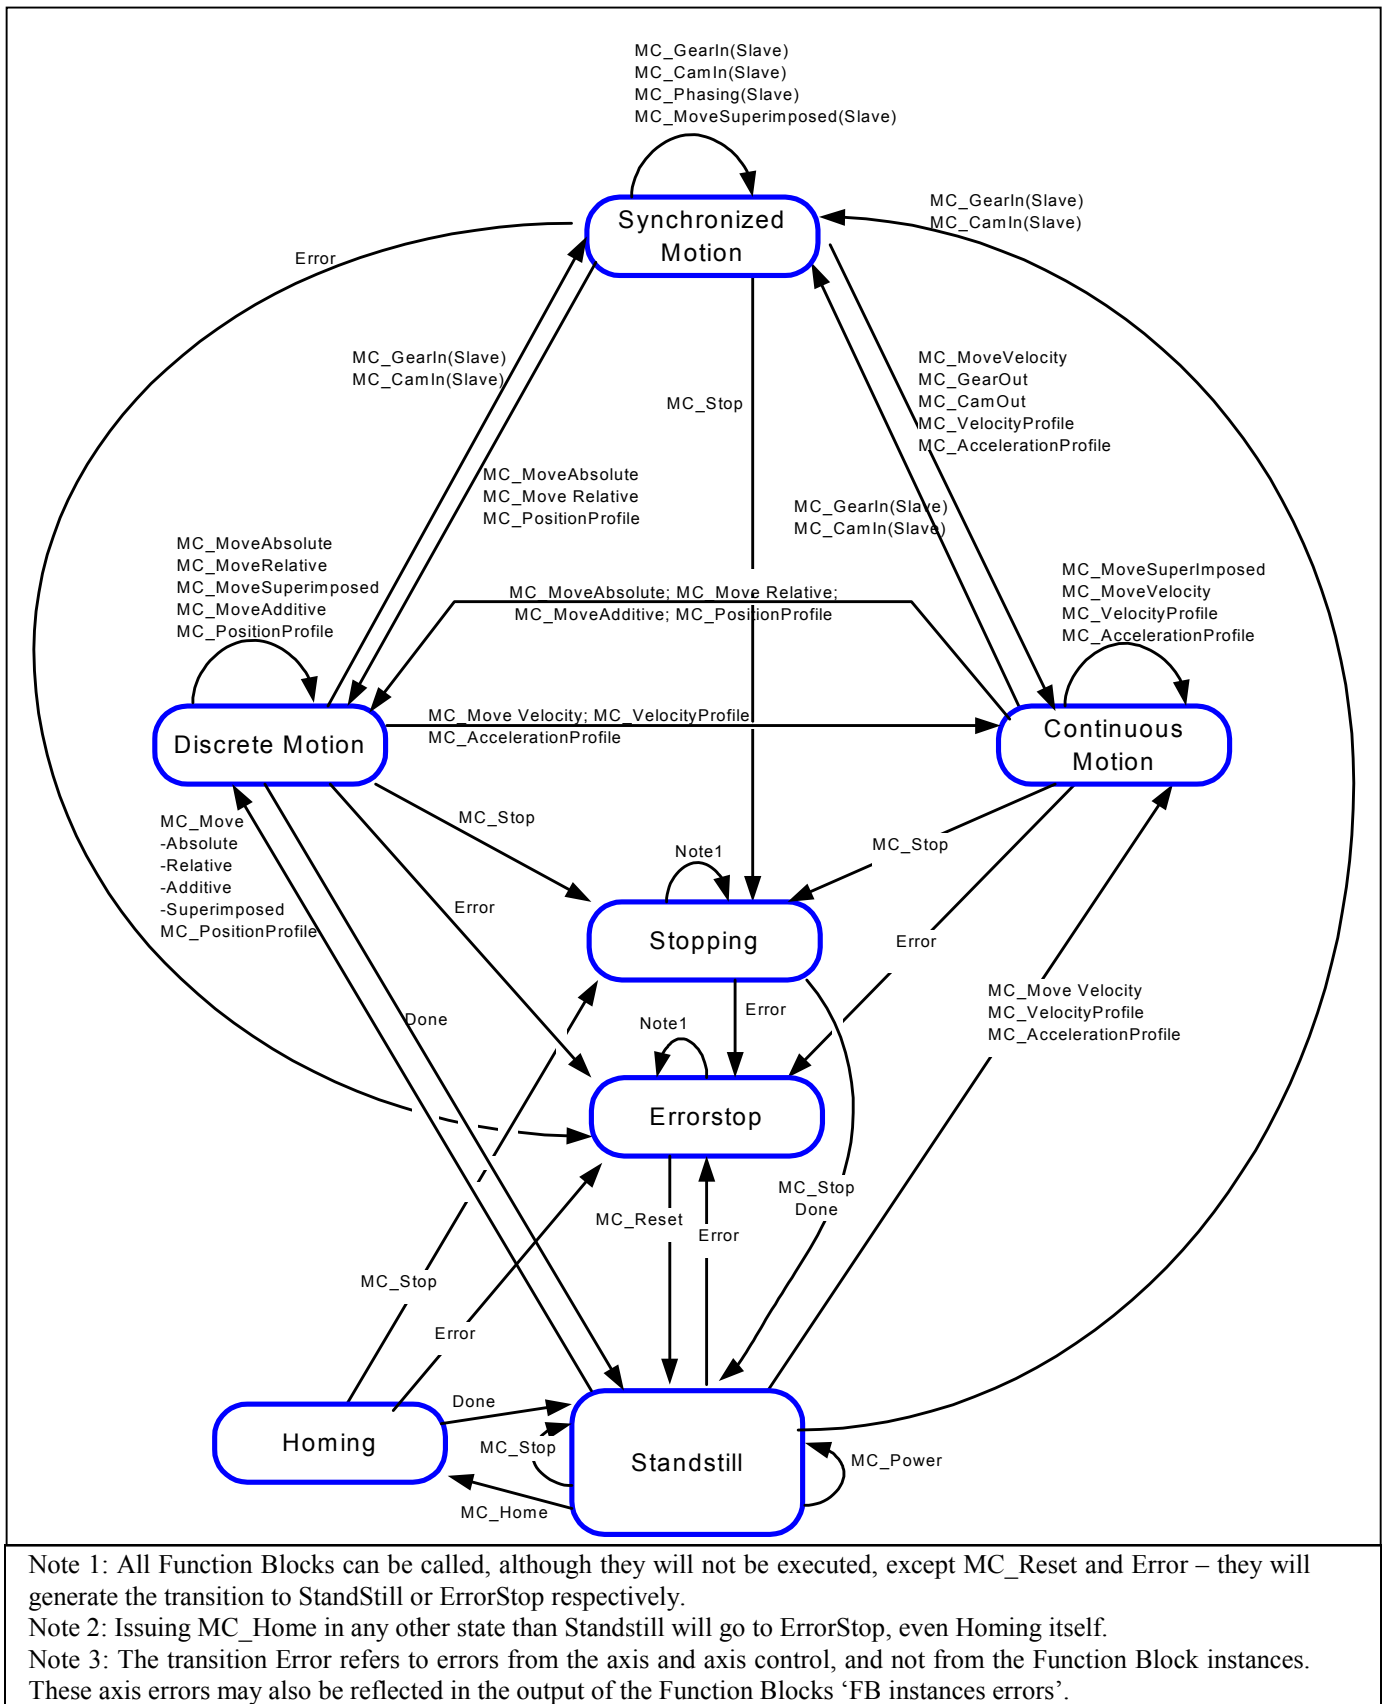 MC_GearIn(Slave)
MC_CamIn(Slave)
MC_Phasing(Slave)
MC_MoveSuperimposed(Slave)
Synchronized
Motion
MC_GearIn(Slave)
MC_CamIn(Slave)
Error
MC_GearIn(Slave)
MC_CamIn(Slave)
MC_MoveVelocity
MC_GearOut
MC_CamOut
MC_VelocityProfile
MC_AccelerationProfile
MC_Stop
MC_MoveAbsolute
MC_Move Relative
MC_PositionProfile
MC_GearIn(Slave)
MC_CamIn(Slave)
MC_MoveAbsolute
MC_MoveRelative
MC_MoveSuperimposed
MC_MoveAdditive
MC_PositionProfile
MC_MoveAbsolute; MC_Move Relative;
MC_MoveAdditive; MC_PositionProfile
MC_MoveSuperImposed
MC_MoveVelocity
MC_VelocityProfile
MC_AccelerationProfile
Discrete Motion
MC_Move Velocity; MC_VelocityProfile
MC_AccelerationProfile
Continuous
Motion
MC_Move
-Absolute
-Relative
-Additive
-Superimposed
MC_PositionProfile
MC_Stop
Note1
MC_Stop
Error
Stopping
Error
Done
Note1
Error
MC_Move Velocity
MC_VelocityProfile
MC_AccelerationProfile
Errorstop
MC_Stop
Done
MC_Reset
Error
MC_Stop
Error
Done
Homing
MC_Stop
Standstill
MC_Power
MC_Home
Note 1: All Function Blocks can be called, although they will not be executed, except MC_Reset and Error – they will
generate the transition to StandStill or ErrorStop respectively.
Note 2: Issuing MC_Home in any other state than Standstill will go to ErrorStop, even Homing itself.
Note 3: The transition Error refers to errors from the axis and axis control, and not from the Function Block instances.
These axis errors may also be reflected in the output of the Function Blocks ‘FB instances errors’.